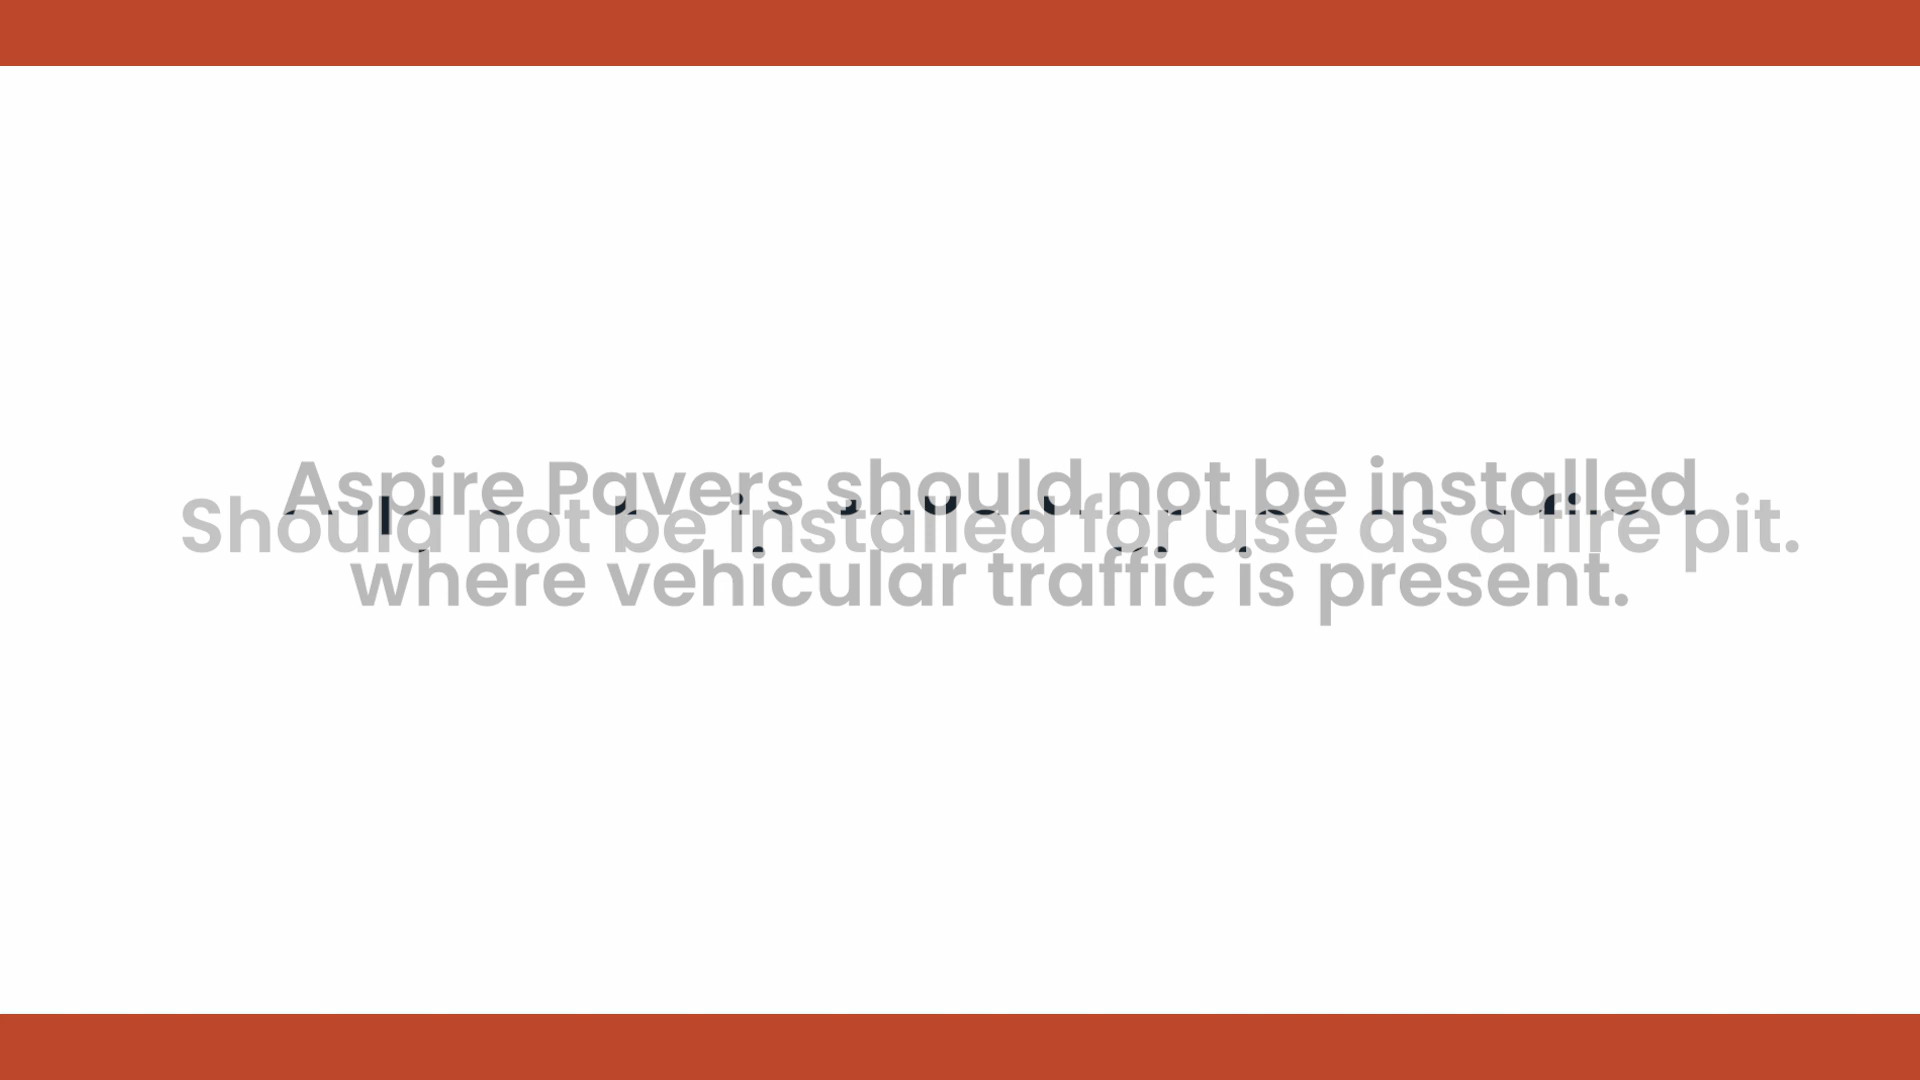 Aspire Pavers should not be installed
Should not be installed for use as a fire pit.
where vehicular traffic is present.